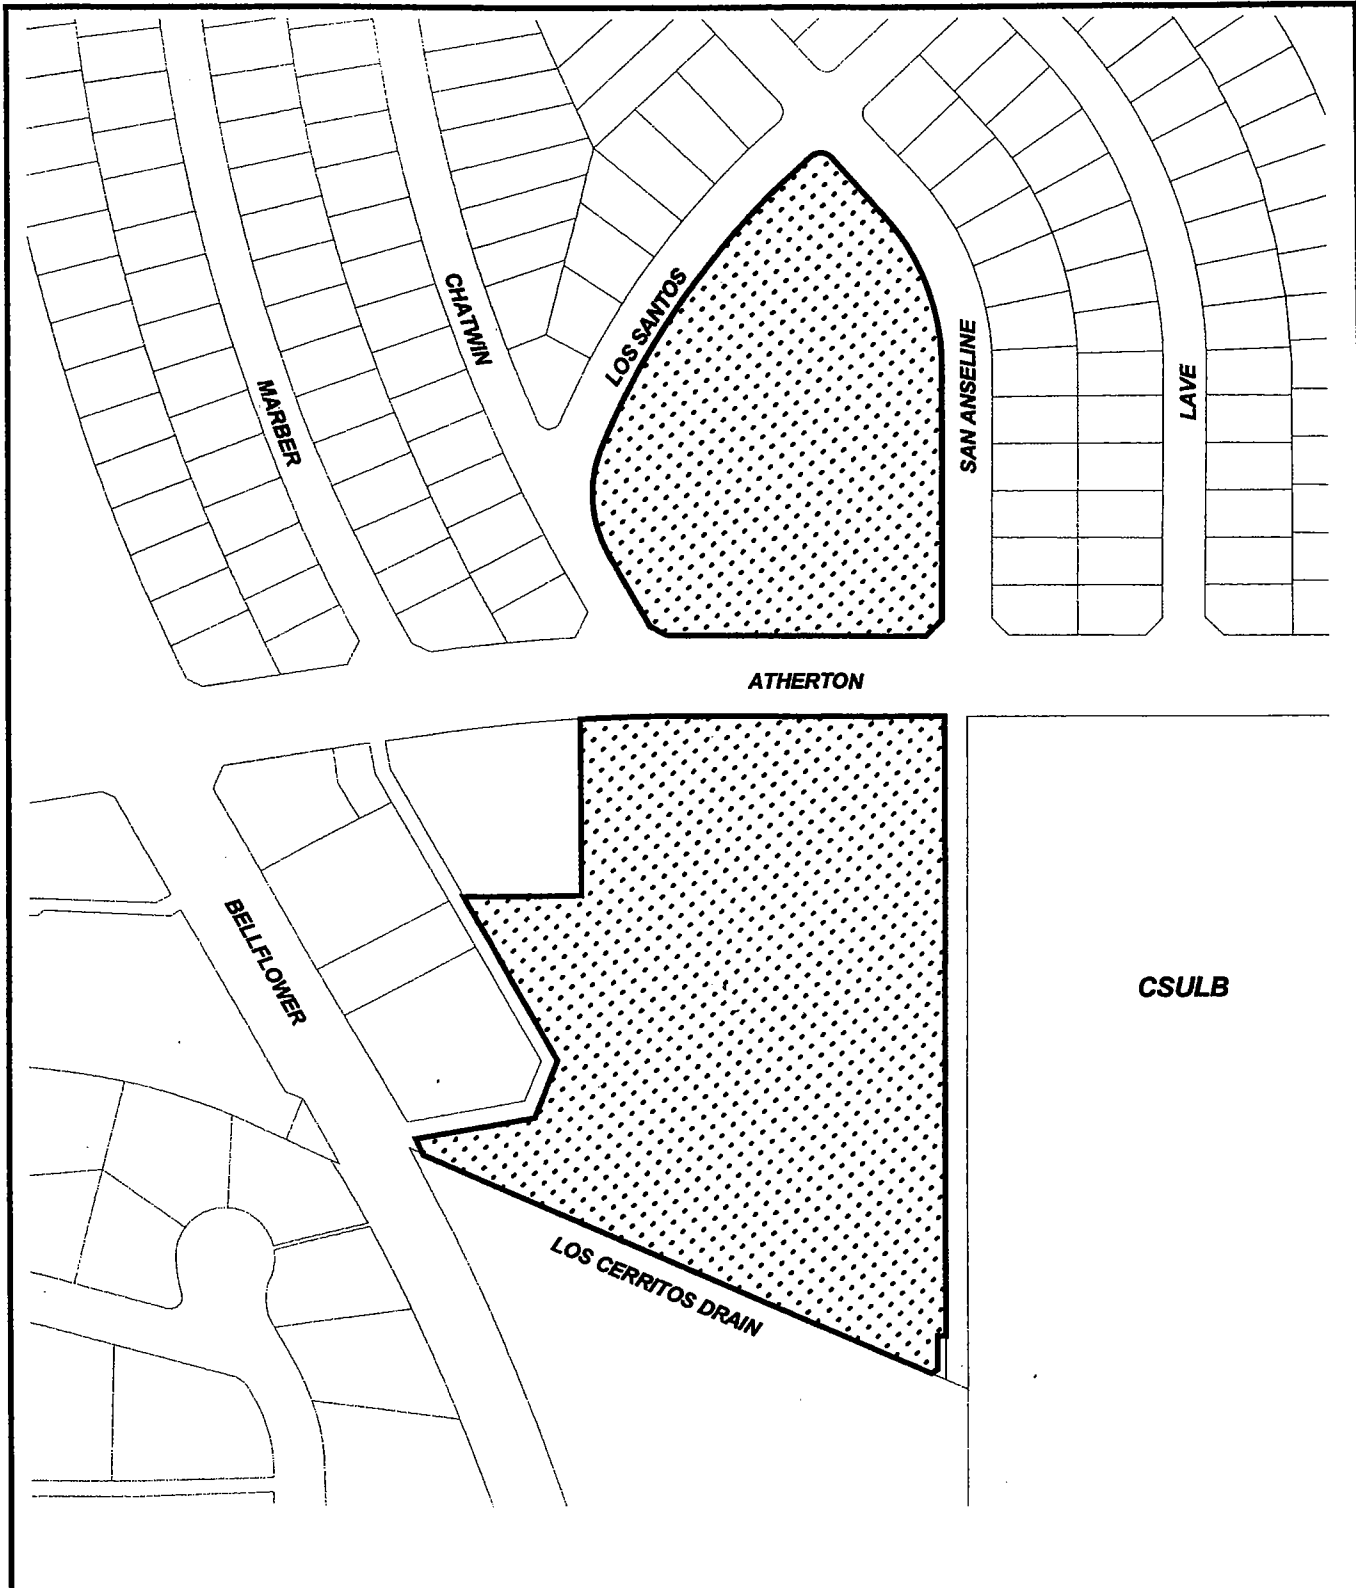 CHATWIN
LOS SANTOS
MARBER
SAN ANSELINE
LAVE
ATHERTON
BELLFLOWER
CSULB
LOS CERRITOS DRAIN